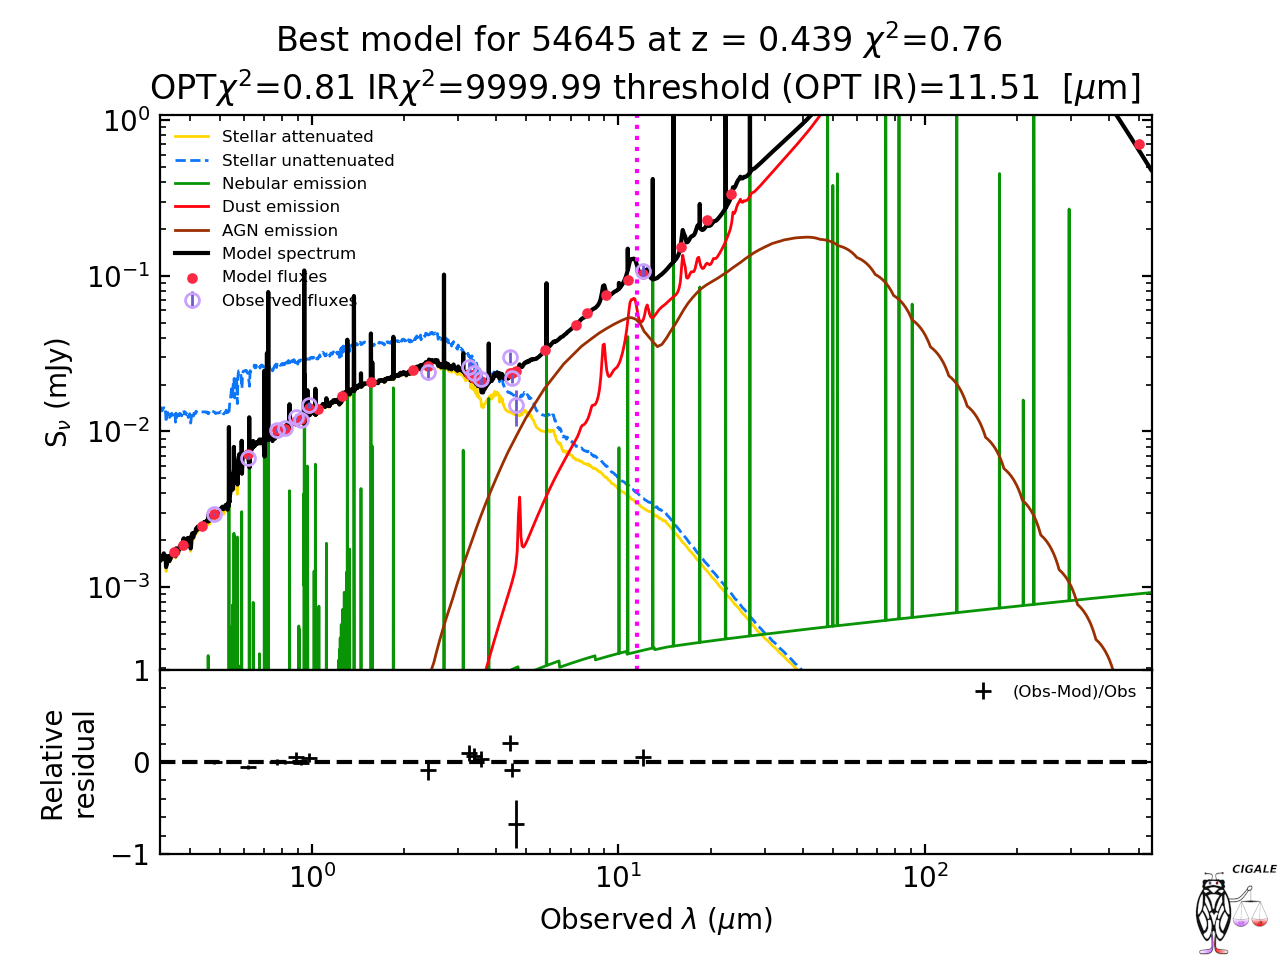 Best model for 54645 at z = 0.439 χ²=0.76
OPTχ²=0.81 IRχ²=9999.99 threshold (OPT IR)=11.51 [μm]
10⁰
10⁻¹
10⁻²
10⁻³
S_ν (mJy)
Stellar attenuated
Stellar unattenuated
Nebular emission
Dust emission
AGN emission
Model spectrum
Model fluxes
Observed fluxes
1
0
−1
Relative
residual
(Obs-Mod)/Obs
10⁰
10¹
10²
Observed λ (μm)
CIGALE